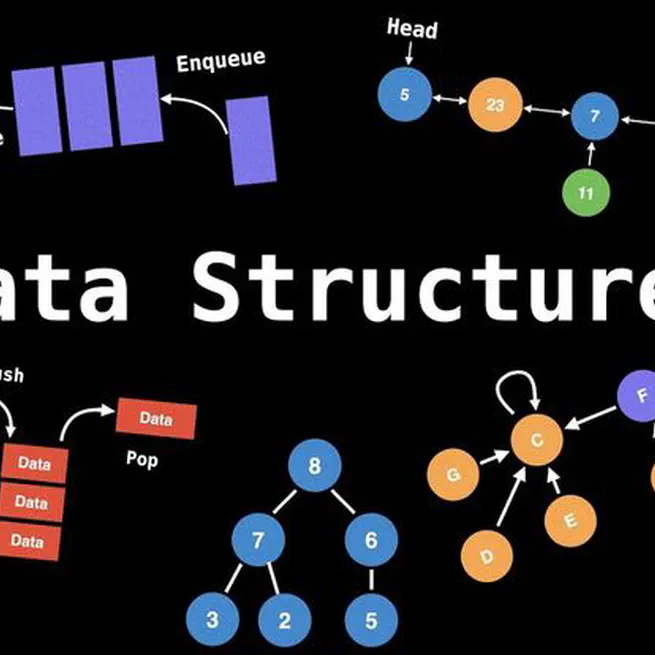 Head
Enqueue
5 23 7
e
11
ata Structure
ush
Data
Pop
Data
Data
Data
8
7 6
3 2 5
F
C
G
E
D